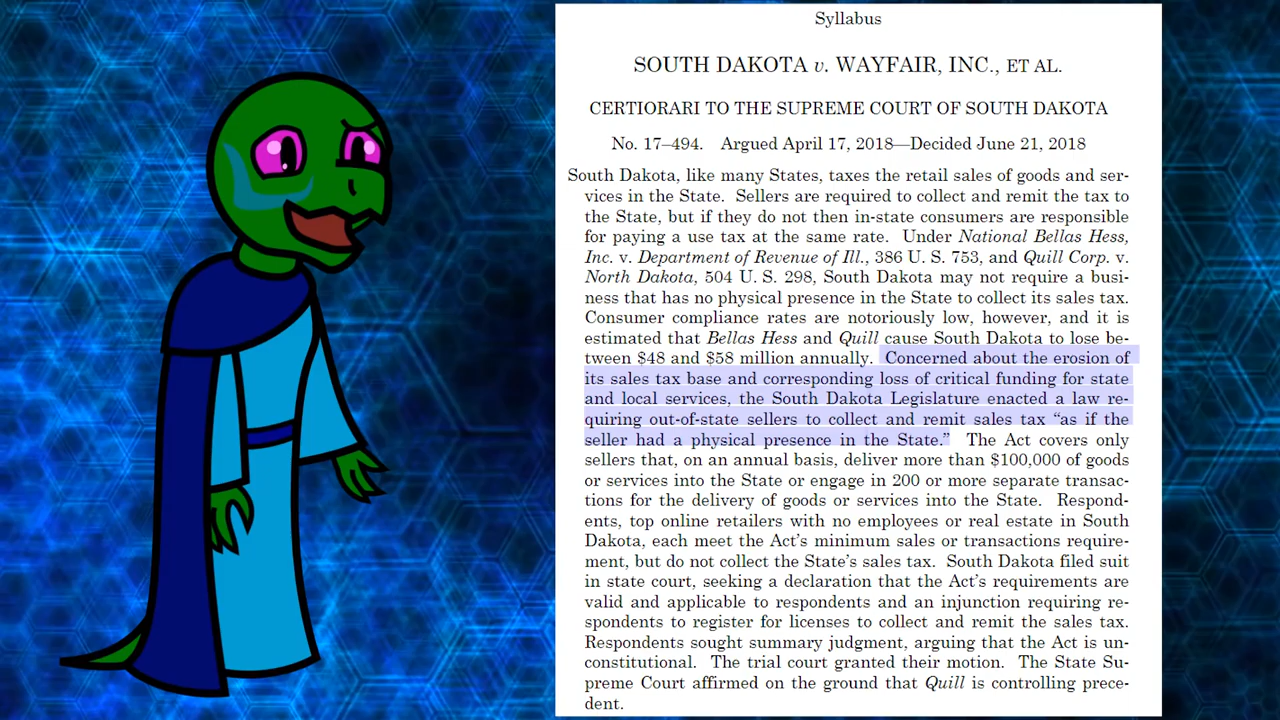 Syllabus
SOUTH DAKOTA v. WAYFAIR, INC., ET AL.
CERTIORARI TO THE SUPREME COURT OF SOUTH DAKOTA
No. 17–494. Argued April 17, 2018—Decided June 21, 2018
South Dakota, like many States, taxes the retail sales of goods and ser-
vices in the State. Sellers are required to collect and remit the tax to
the State, but if they do not then in-state consumers are responsible
for paying a use tax at the same rate. Under National Bellas Hess,
Inc. v. Department of Revenue of Ill., 386 U. S. 753, and Quill Corp. v.
North Dakota, 504 U. S. 298, South Dakota may not require a busi-
ness that has no physical presence in the State to collect its sales tax.
Consumer compliance rates are notoriously low, however, and it is
estimated that Bellas Hess and Quill cause South Dakota to lose be-
tween $48 and $58 million annually. Concerned about the erosion of
its sales tax base and corresponding loss of critical funding for state
and local services, the South Dakota Legislature enacted a law re-
quiring out-of-state sellers to collect and remit sales tax “as if the
seller had a physical presence in the State.” The Act covers only
sellers that, on an annual basis, deliver more than $100,000 of goods
or services into the State or engage in 200 or more separate transac-
tions for the delivery of goods or services into the State. Respond-
ents, top online retailers with no employees or real estate in South
Dakota, each meet the Act’s minimum sales or transactions require-
ment, but do not collect the State’s sales tax. South Dakota filed suit
in state court, seeking a declaration that the Act’s requirements are
valid and applicable to respondents and an injunction requiring re-
spondents to register for licenses to collect and remit the sales tax.
Respondents sought summary judgment, arguing that the Act is un-
constitutional. The trial court granted their motion. The State Su-
preme Court affirmed on the ground that Quill is controlling prece-
dent.